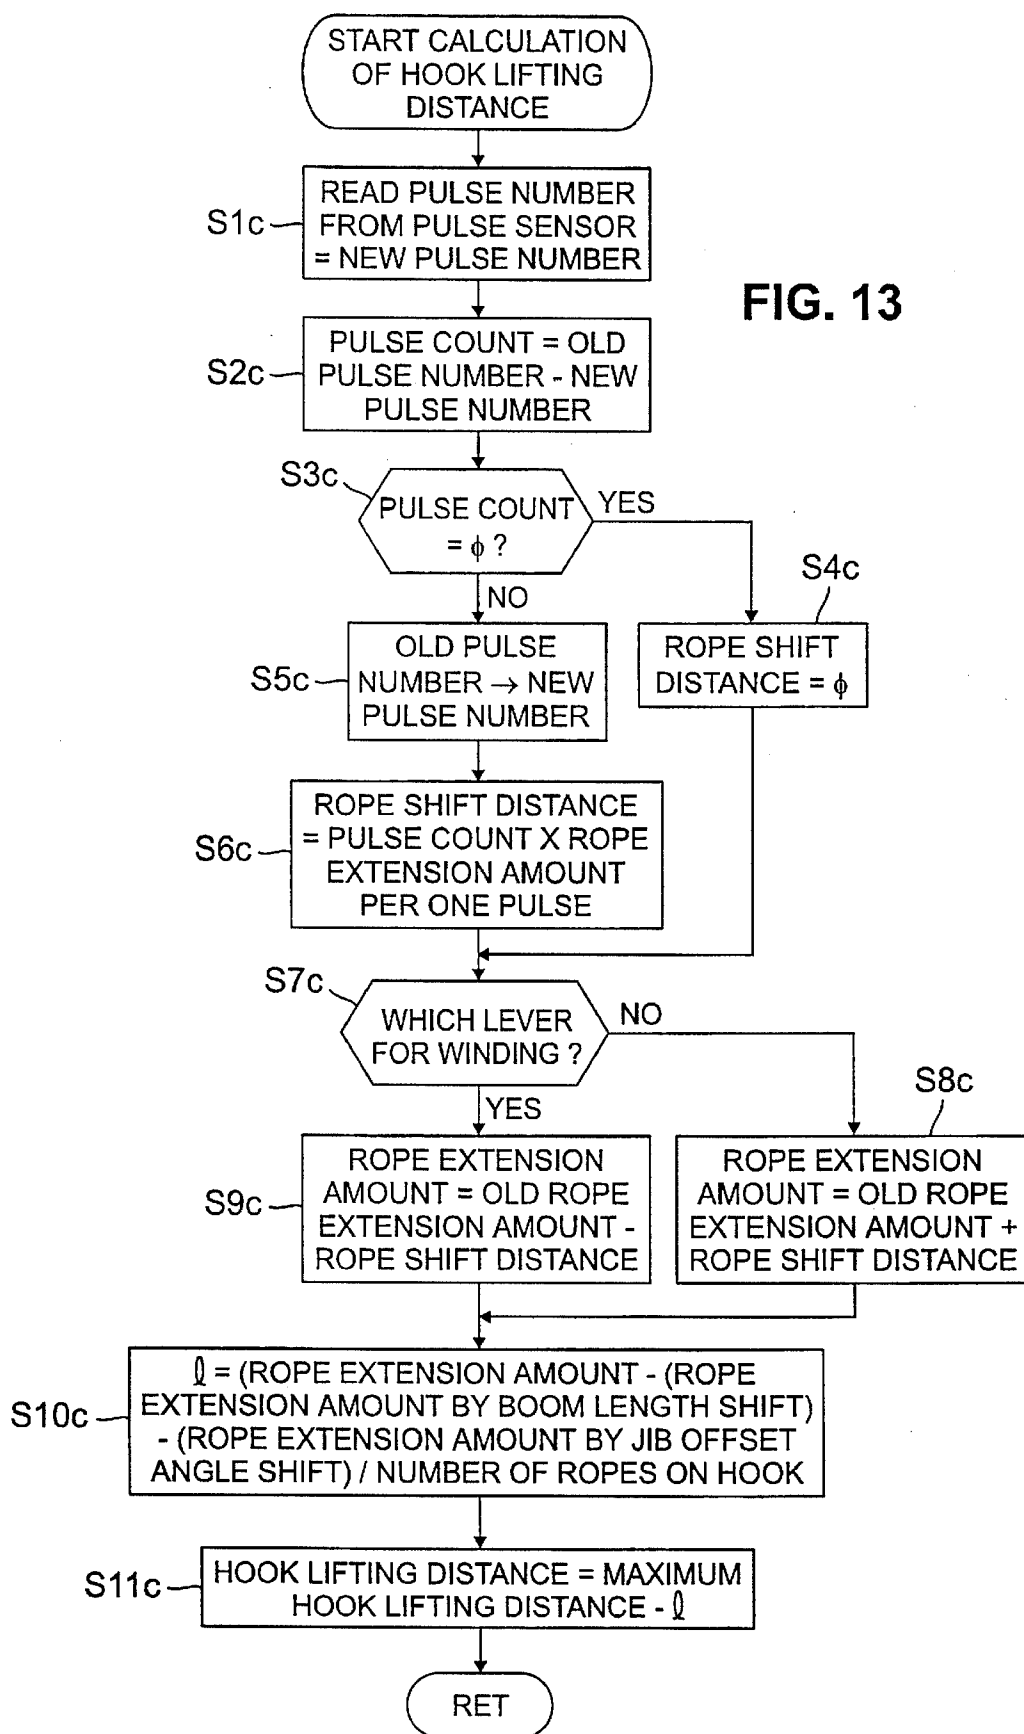 START CALCULATION
OF HOOK LIFTING
DISTANCE
S1c
READ PULSE NUMBER
FROM PULSE SENSOR
= NEW PULSE NUMBER
FIG. 13
S2c
PULSE COUNT = OLD
PULSE NUMBER - NEW
PULSE NUMBER
S3c
PULSE COUNT
= ϕ ?
YES
NO
S4c
ROPE SHIFT
DISTANCE = ϕ
S5c
OLD PULSE
NUMBER → NEW
PULSE NUMBER
S6c
ROPE SHIFT DISTANCE
= PULSE COUNT X ROPE
EXTENSION AMOUNT
PER ONE PULSE
S7c
WHICH LEVER
FOR WINDING ?
NO
YES
S8c
ROPE EXTENSION
AMOUNT = OLD ROPE
EXTENSION AMOUNT +
ROPE SHIFT DISTANCE
S9c
ROPE EXTENSION
AMOUNT = OLD ROPE
EXTENSION AMOUNT -
ROPE SHIFT DISTANCE
S10c
ℓ = (ROPE EXTENSION AMOUNT - (ROPE
EXTENSION AMOUNT BY BOOM LENGTH SHIFT)
- (ROPE EXTENSION AMOUNT BY JIB OFFSET
ANGLE SHIFT) / NUMBER OF ROPES ON HOOK
S11c
HOOK LIFTING DISTANCE = MAXIMUM
HOOK LIFTING DISTANCE - ℓ
RET